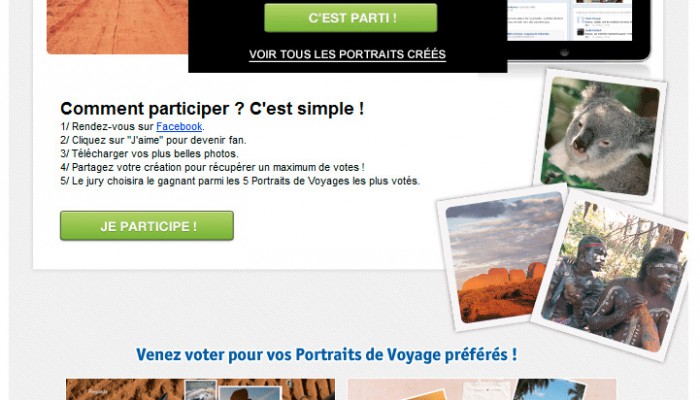 C'EST PARTI !
VOIR TOUS LES PORTRAITS CRÉÉS
Comment participer ? C'est simple !
1/ Rendez-vous sur Facebook.
2/ Cliquez sur "J'aime" pour devenir fan.
3/ Télécharger vos plus belles photos.
4/ Partagez votre création pour récupérer un maximum de votes !
5/ Le jury choisira le gagnant parmi les 5 Portraits de Voyages les plus votés.
JE PARTICIPE !
Venez voter pour vos Portraits de Voyage préférés !